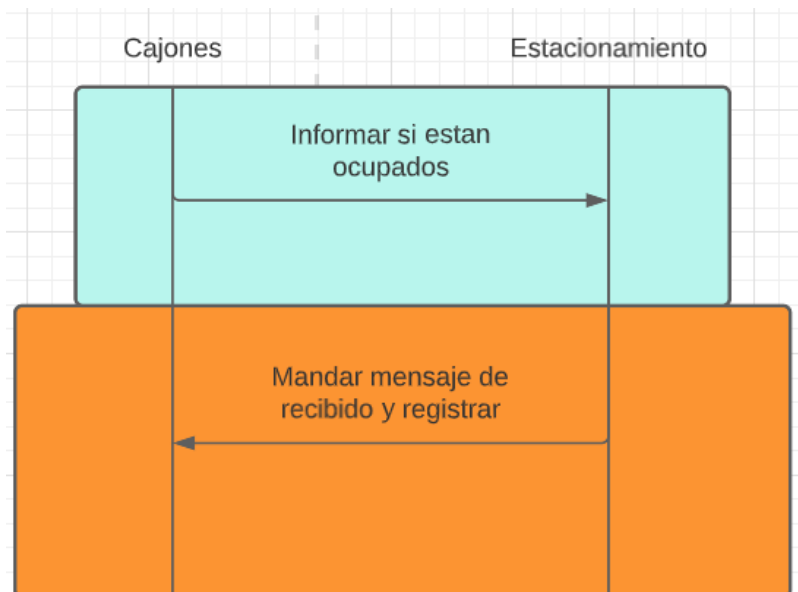 Cajones
Estacionamiento
Informar si estan
ocupados
Mandar mensaje de
recibido y registrar